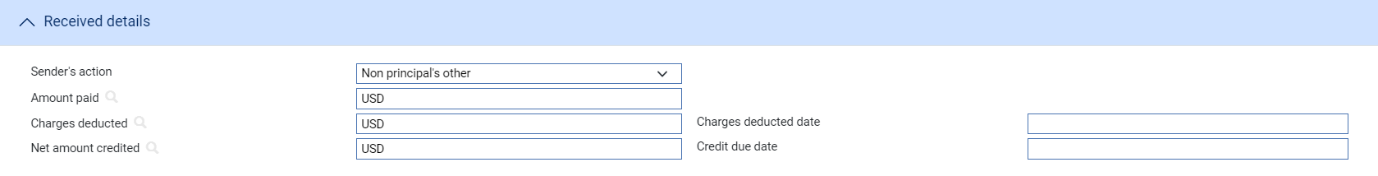 Received details
Sender's action Non principal's other
Amount paid USD
Charges deducted USD Charges deducted date
Net amount credited USD Credit due date